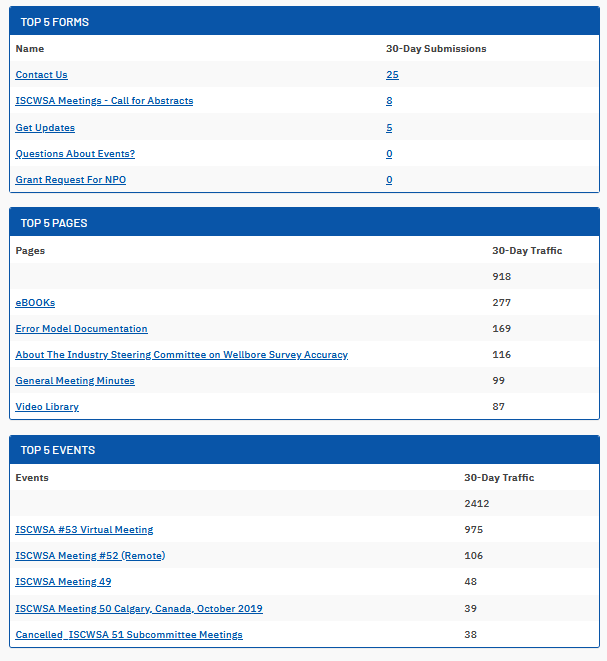 TOP 5 FORMS
Name 30-Day Submissions
Contact Us 25
ISCWSA Meetings - Call for Abstracts 8
Get Updates 5
Questions About Events? 0
Grant Request For NPO 0
TOP 5 PAGES
Pages 30-Day Traffic
918
eBOOKs 277
Error Model Documentation 169
About The Industry Steering Committee on Wellbore Survey Accuracy 116
General Meeting Minutes 99
Video Library 87
TOP 5 EVENTS
Events 30-Day Traffic
2412
ISCWSA #53 Virtual Meeting 975
ISCWSA Meeting #52 (Remote) 106
ISCWSA Meeting 49 48
ISCWSA Meeting 50 Calgary, Canada, October 2019 39
Cancelled_ISCWSA 51 Subcommittee Meetings 38